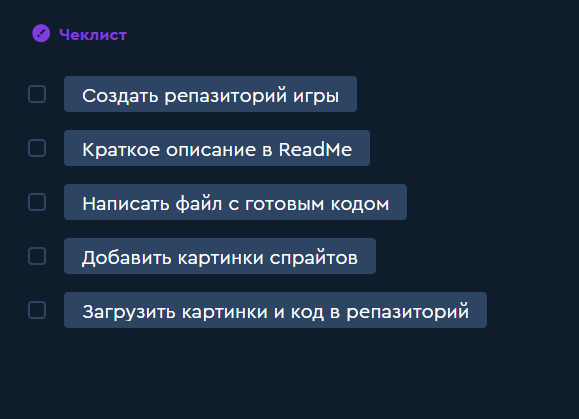 Чеклист
Создать репазиторий игры
Краткое описание в ReadMe
Написать файл с готовым кодом
Добавить картинки спрайтов
Загрузить картинки и код в репазиторий